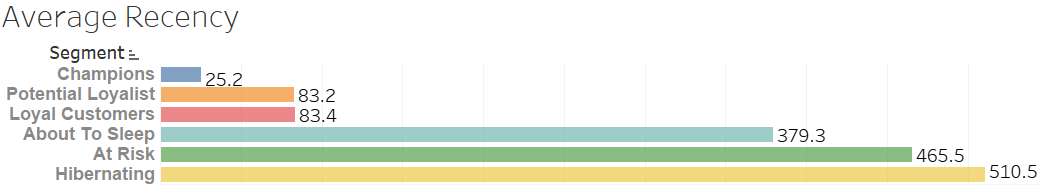 Average Recency
Segment
Champions 25.2
Potential Loyalist 83.2
Loyal Customers 83.4
About To Sleep 379.3
At Risk 465.5
Hibernating 510.5